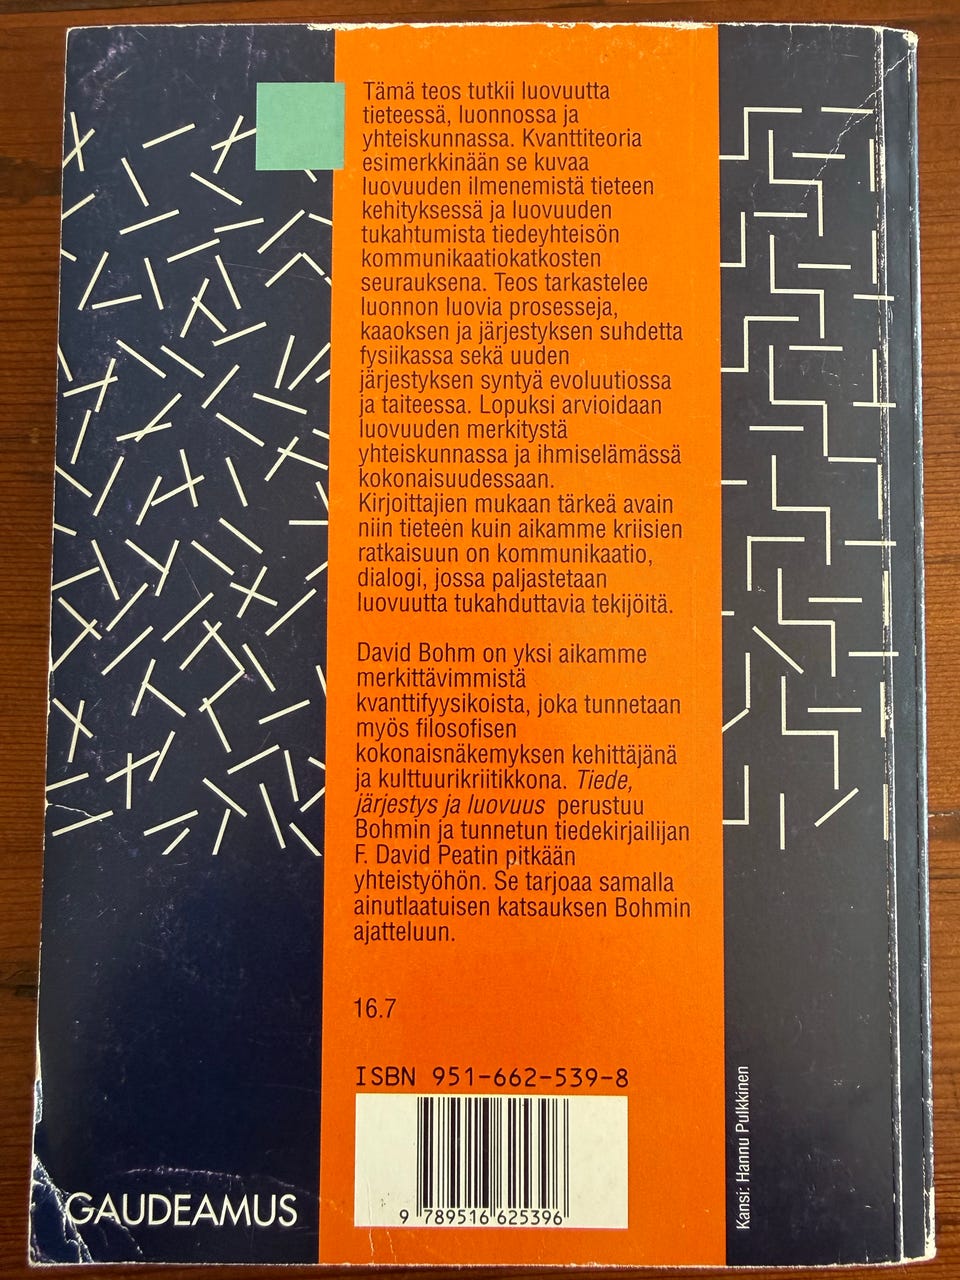 Tämä teos tutkii luovuutta
tieteessä, luonnossa ja
yhteiskunnassa. Kvanttiteoria
esimerkkinään se kuvaa
luovuuden ilmenemistä tieteen
kehityksessä ja luovuuden
tukahtumista tiedeyhteisön
kommunikaatiokatkosten
seurauksena. Teos tarkastelee
luonnon luovia prosesseja,
kaaoksen ja järjestyksen suhdetta
fysiikassa sekä uuden
järjestyksen syntyä evoluutiossa
ja taiteessa. Lopuksi arvioidaan
luovuuden merkitystä
yhteiskunnassa ja ihmiselämässä
kokonaisuudessaan.
Kirjoittajien mukaan tärkeä avain
niin tieteen kuin aikamme kriisien
ratkaisuun on kommunikaatio,
dialogi, jossa paljastetaan
luovuutta tukahduttavia tekijöitä.
David Bohm on yksi aikamme
merkittävimmistä
kvanttifyysikoista, joka tunnetaan
myös filosofisen
kokonaisnäkemyksen kehittäjänä
ja kulttuurikriitikkona. Tiede,
järjestys ja luovuus perustuu
Bohmin ja tunnetun tiedekirjailijan
F. David Peatin pitkään
yhteistyöhön. Se tarjoaa samalla
ainutlaatuisen katsauksen Bohmin
ajatteluun.
16.7
ISBN 951-662-539-8
9 789516 625396
GAUDEAMUS
Kansi: Hannu Pulkkinen